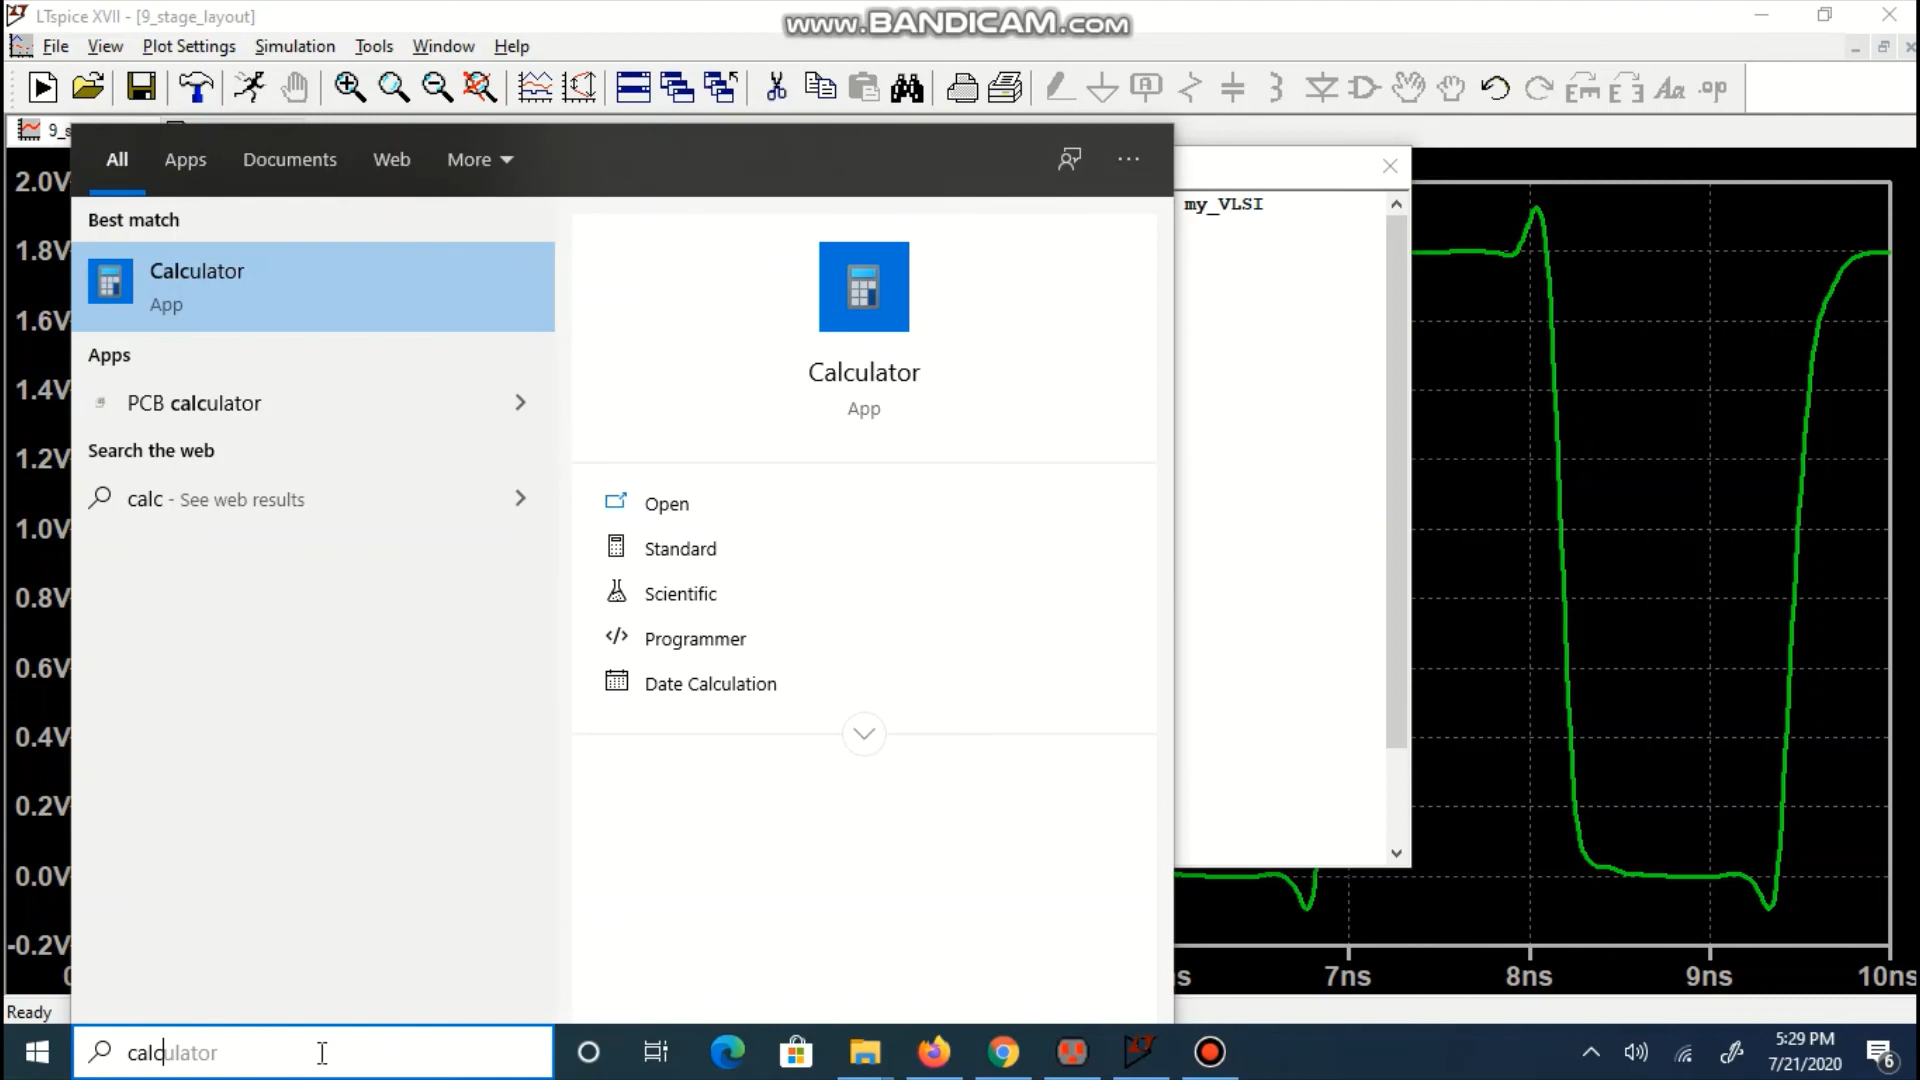 LTspice XVII - [9_stage_layout]
www.BANDICAM.com
File View Plot Settings Simulation Tools Window Help
9_s
All Apps Documents Web More
Best match
Calculator
App
Apps
PCB calculator
Search the web
calc - See web results
Calculator
App
Open
Standard
Scientific
Programmer
Date Calculation
my_VLSI
2.0V
1.8V
1.6V
1.4V
1.2V
1.0V
0.8V
0.6V
0.4V
0.2V
0.0V
-0.2V
7ns 8ns 9ns 10ns
Ready
calculator
5:29 PM
7/21/2020
6